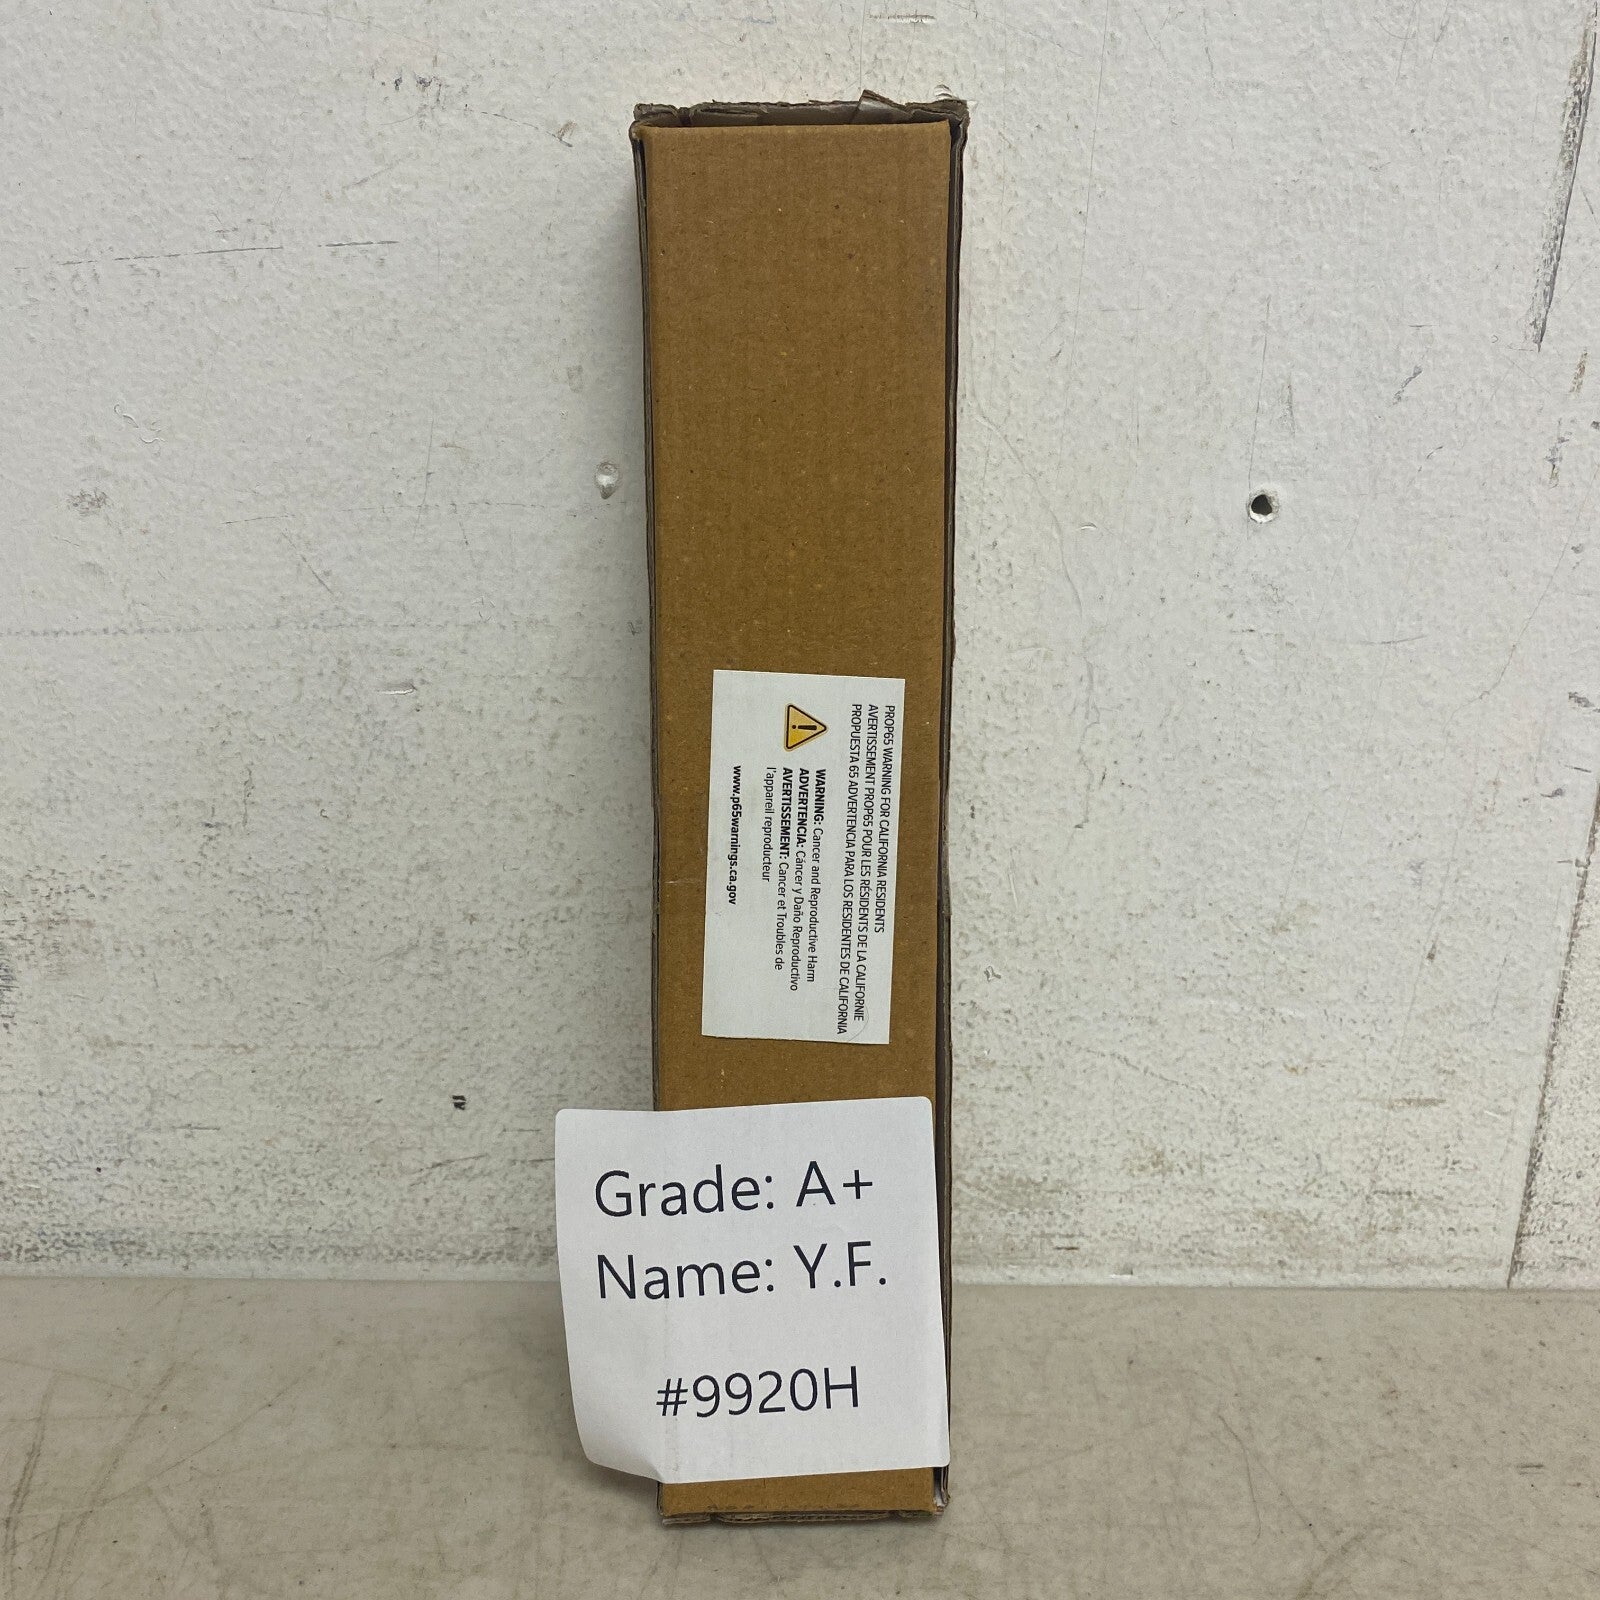 PROP65 WARNING FOR CALIFORNIA RESIDENTS
AVERTISSEMENT PROP65 POUR LES RÉSIDENTS DE LA CALIFORNIE
PROPUESTA 65 ADVERTENCIA PARA LOS RESIDENTES DE CALIFORNIA
WARNING: Cancer and Reproductive Harm
ADVERTENCIA: Cáncer y Daño Reproductivo
AVERTISSEMENT: Cancer et Troubles de
l'appareil reproducteur
www.p65warnings.ca.gov
Grade: A+
Name: Y.F.
#9920H